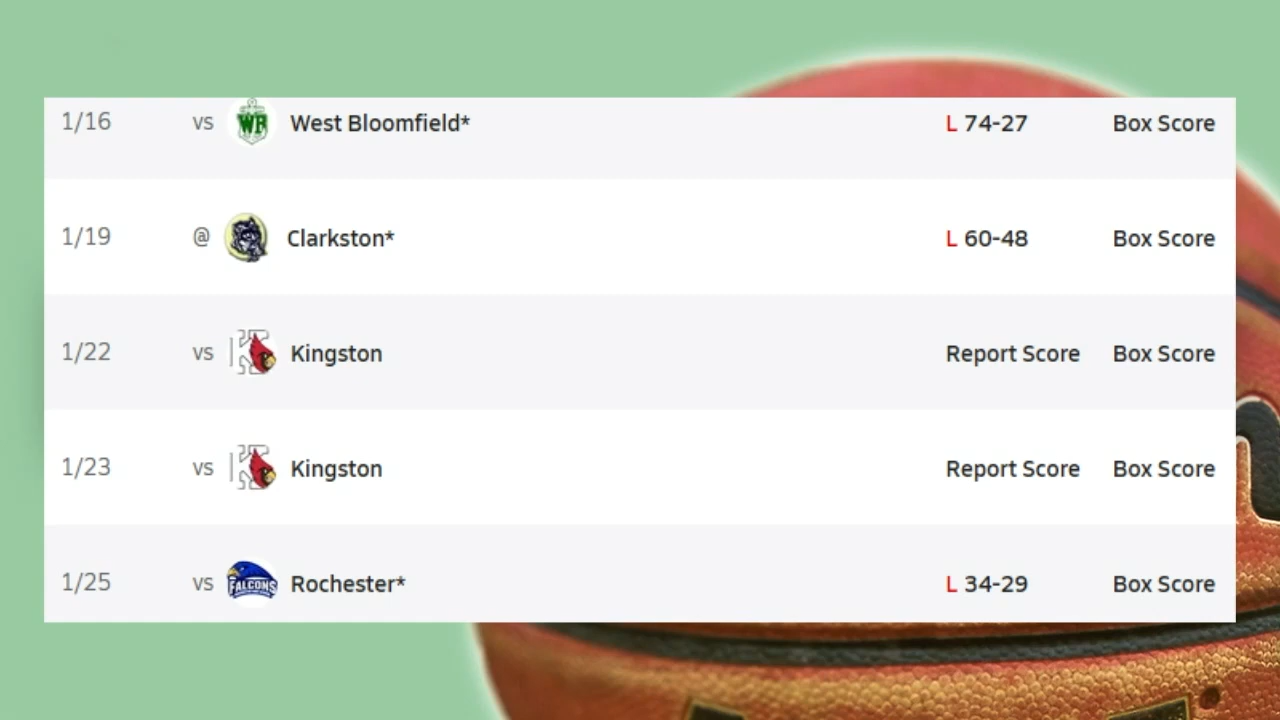 1/16 vs WB West Bloomfield* L 74-27 Box Score
1/19 @ Clarkston* L 60-48 Box Score
1/22 vs Kingston Report Score Box Score
1/23 vs Kingston Report Score Box Score
1/25 vs FALCONS Rochester* L 34-29 Box Score